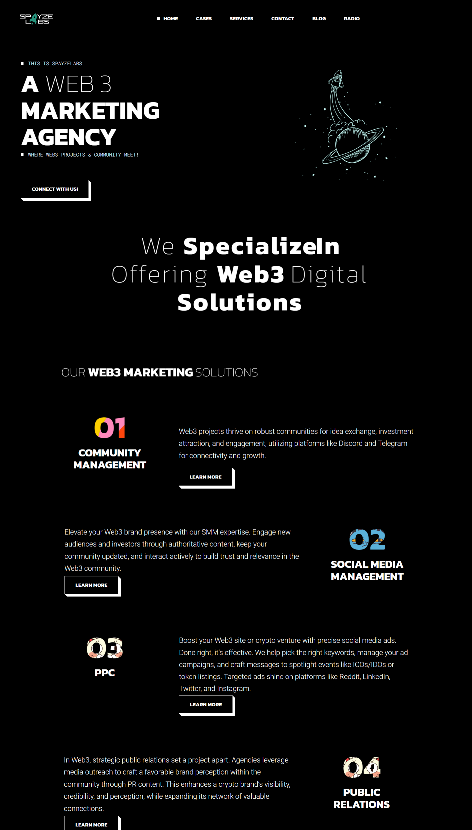 SPAYZE
LABS
HOME CASES SERVICES CONTACT BLOG RADIO
THIS IS SPAYZELABS
A WEB 3
MARKETING
AGENCY
WHERE WEB3 PROJECTS & COMMUNITY MEET!
CONNECT WITH US!
We SpecializeIn
Offering Web3 Digital
Solutions
OUR WEB3 MARKETING SOLUTIONS
01
COMMUNITY
MANAGEMENT
Web3 projects thrive on robust communities for idea exchange, investment
attraction, and engagement, utilizing platforms like Discord and Telegram
for connectivity and growth.
LEARN MORE
Elevate your Web3 brand presence with our SMM expertise. Engage new
audiences and investors through authoritative content, keep your
community updated, and interact actively to build trust and relevance in the
Web3 community.
LEARN MORE
02
SOCIAL MEDIA
MANAGEMENT
03
PPC
Boost your Web3 site or crypto venture with precise social media ads.
Done right, it's effective. We help pick the right keywords, manage your ad
campaigns, and craft messages to spotlight events like ICOs/IDOs or
token listings. Targeted ads shine on platforms like Reddit, LinkedIn,
Twitter, and Instagram.
LEARN MORE
In Web3, strategic public relations set a project apart. Agencies leverage
media outreach to craft a favorable brand perception within the
community through PR content. This enhances a crypto brand's visibility,
credibility, and perception, while expanding its network of valuable
connections.
LEARN MORE
04
PUBLIC
RELATIONS